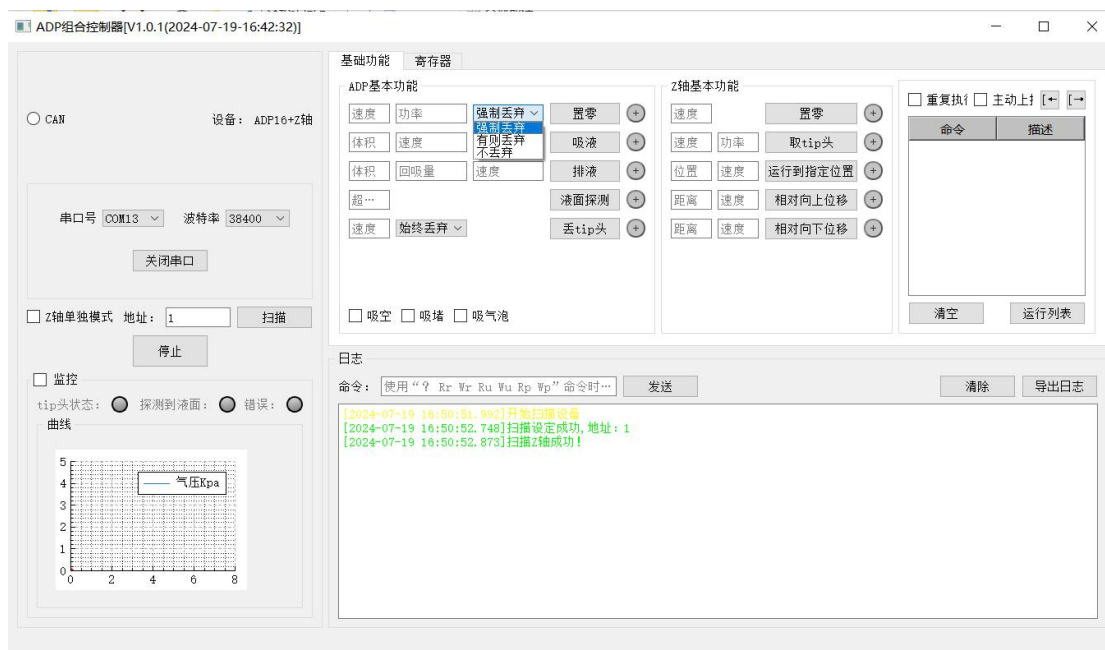 ADP组合控制器[V1.0.1(2024-07-19-16:42:32)]
CAN
设备: ADP16+Z轴
串口号 COM13 波特率 38400
关闭串口
Z轴单独模式 地址: 1 扫描
停止
监控
tip头状态: 探测到液面: 错误:
曲线
5
4
3
2
1
0
气压Kpa
0 2 4 6 8
基础功能 寄存器
ADP基本功能
速度 功率 强制丢弃 置零 +
强制丢弃
有则丢弃
不丢弃
体积 速度 吸液 +
体积 回吸量 速度 排液 +
超… 液面探测 +
速度 始终丢弃 丢tip头 +
吸空 吸堵 吸气泡
Z轴基本功能
速度 置零 +
速度 功率 取tip头 +
位置 速度 运行到指定位置 +
距离 速度 相对向上位移 +
距离 速度 相对向下位移 +
重复执行 主动上 [← [→
命令 描述
清空 运行列表
日志
命令: 使用“? Rr Wr Ru Wu Rp Wp”命令时… 发送 清除 导出日志
[2024-07-19 16:50:51.992]开始扫描设备
[2024-07-19 16:50:52.748]扫描设定成功,地址:1
[2024-07-19 16:50:52.873]扫描Z轴成功!